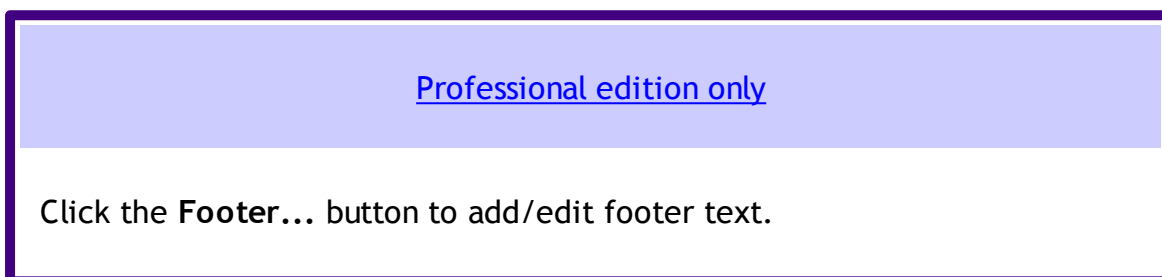 Professional edition only
Click the Footer... button to add/edit footer text.